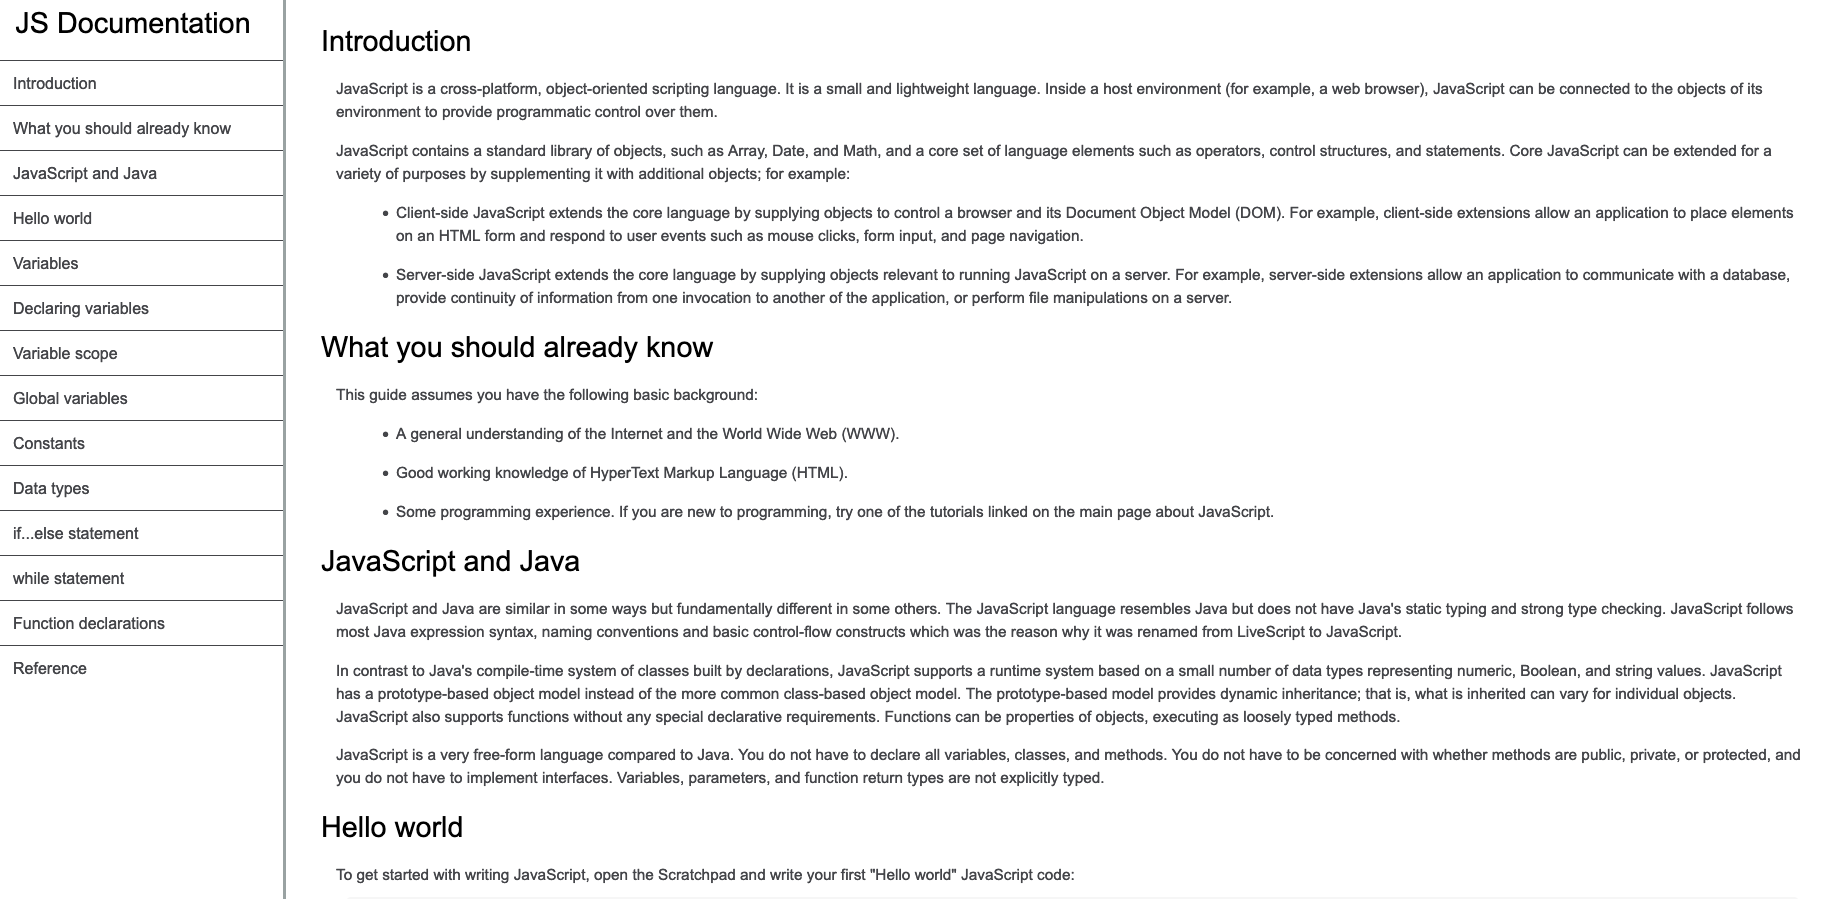 JS Documentation
Introduction
What you should already know
JavaScript and Java
Hello world
Variables
Declaring variables
Variable scope
Global variables
Constants
Data types
if...else statement
while statement
Function declarations
Reference
Introduction
JavaScript is a cross-platform, object-oriented scripting language. It is a small and lightweight language. Inside a host environment (for example, a web browser), JavaScript can be connected to the objects of its
environment to provide programmatic control over them.
JavaScript contains a standard library of objects, such as Array, Date, and Math, and a core set of language elements such as operators, control structures, and statements. Core JavaScript can be extended for a
variety of purposes by supplementing it with additional objects; for example:
• Client-side JavaScript extends the core language by supplying objects to control a browser and its Document Object Model (DOM). For example, client-side extensions allow an application to place elements
on an HTML form and respond to user events such as mouse clicks, form input, and page navigation.
• Server-side JavaScript extends the core language by supplying objects relevant to running JavaScript on a server. For example, server-side extensions allow an application to communicate with a database,
provide continuity of information from one invocation to another of the application, or perform file manipulations on a server.
What you should already know
This guide assumes you have the following basic background:
• A general understanding of the Internet and the World Wide Web (WWW).
• Good working knowledge of HyperText Markup Language (HTML).
• Some programming experience. If you are new to programming, try one of the tutorials linked on the main page about JavaScript.
JavaScript and Java
JavaScript and Java are similar in some ways but fundamentally different in some others. The JavaScript language resembles Java but does not have Java's static typing and strong type checking. JavaScript follows
most Java expression syntax, naming conventions and basic control-flow constructs which was the reason why it was renamed from LiveScript to JavaScript.
In contrast to Java's compile-time system of classes built by declarations, JavaScript supports a runtime system based on a small number of data types representing numeric, Boolean, and string values. JavaScript
has a prototype-based object model instead of the more common class-based object model. The prototype-based model provides dynamic inheritance; that is, what is inherited can vary for individual objects.
JavaScript also supports functions without any special declarative requirements. Functions can be properties of objects, executing as loosely typed methods.
JavaScript is a very free-form language compared to Java. You do not have to declare all variables, classes, and methods. You do not have to be concerned with whether methods are public, private, or protected, and
you do not have to implement interfaces. Variables, parameters, and function return types are not explicitly typed.
Hello world
To get started with writing JavaScript, open the Scratchpad and write your first "Hello world" JavaScript code: